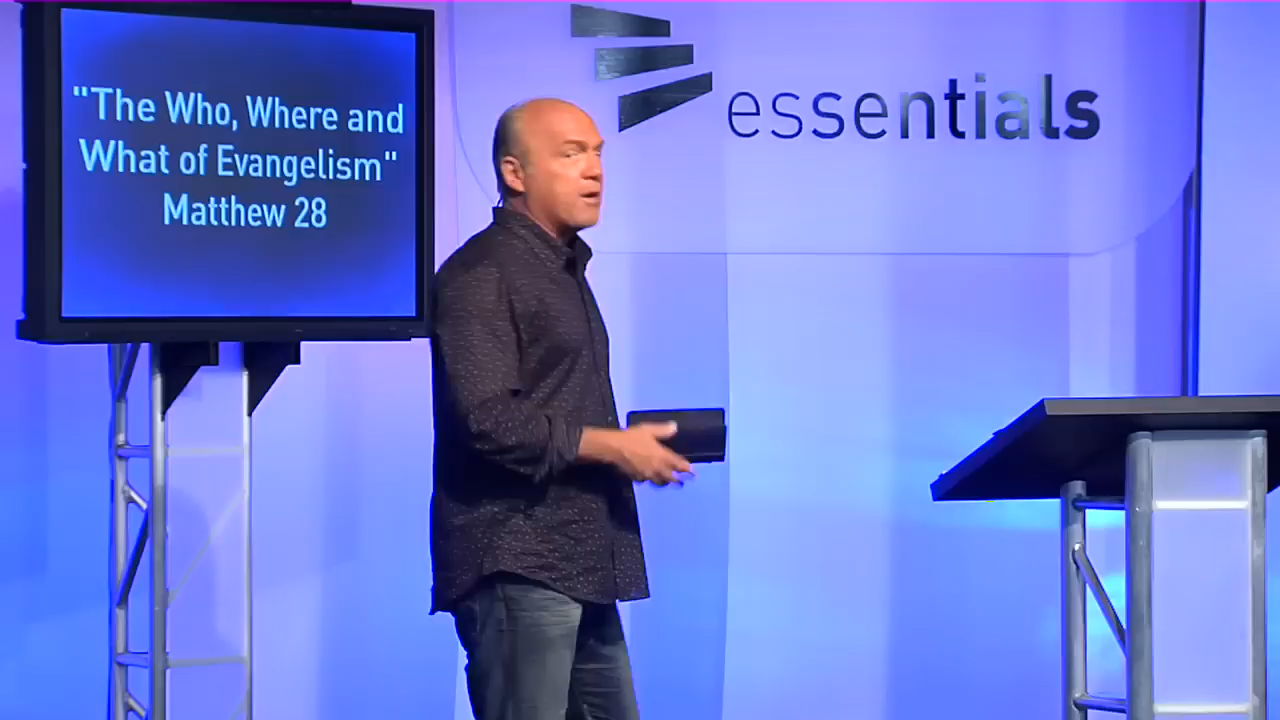 "The Who, Where and
What of Evangelism"
Matthew 28
essentials